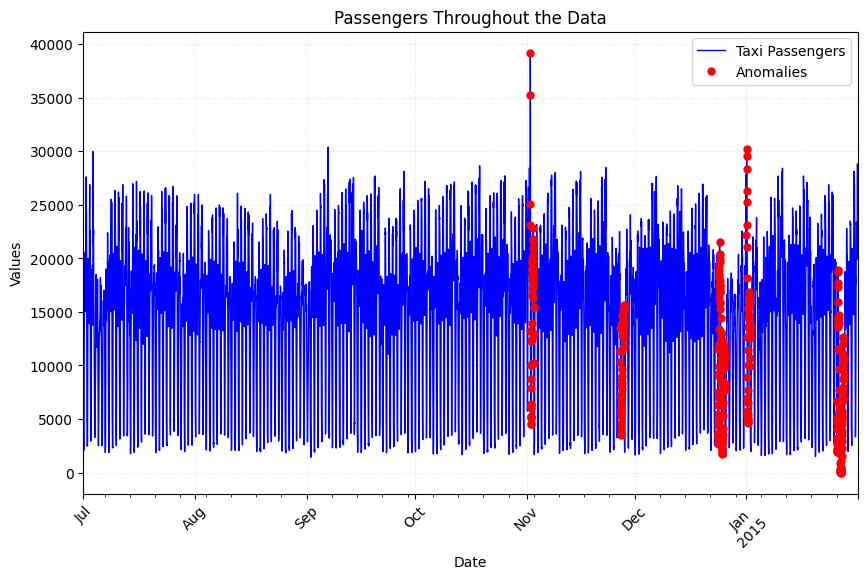 Passengers Throughout the Data
Taxi Passengers
Anomalies
40000
35000
30000
25000
20000
15000
10000
5000
0
Values
Jul
Aug
Sep
Oct
Nov
Dec
Jan
2015
Date